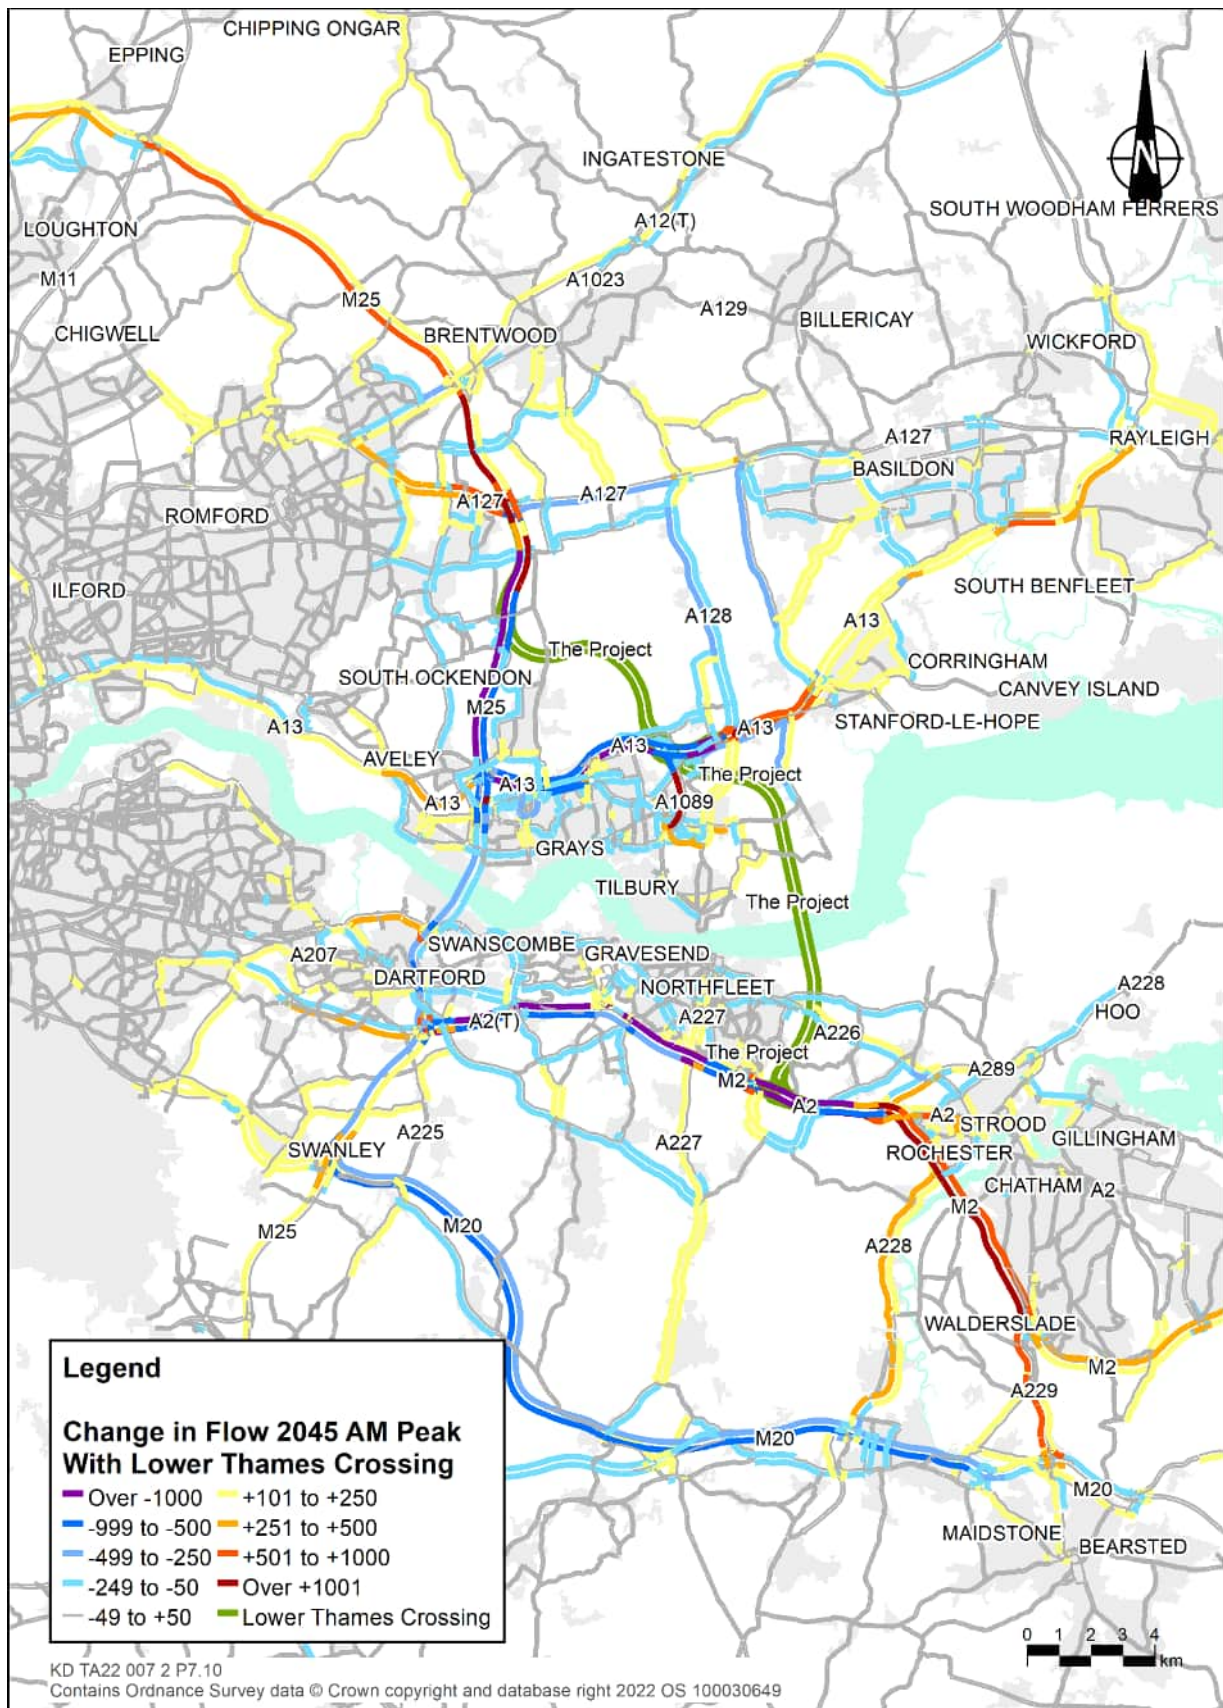 CHIPPING ONGAR
EPPING
INGATESTONE
N
SOUTH WOODHAM FERRERS
LOUGHTON
A12(T)
M11
A1023
M25
A129
BILLERICAY
CHIGWELL
BRENTWOOD
WICKFORD
A127
RAYLEIGH
BASILDON
A127
A127
ROMFORD
ILFORD
SOUTH BENFLEET
A128
A13
The Project
SOUTH OCKENDON
CORRINGHAM
CANVEY ISLAND
M25
STANFORD-LE-HOPE
A13
A13
A13
AVELEY
The Project
A13
A13
A1089
GRAYS
TILBURY
The Project
SWANSCOMBE
A207
GRAVESEND
DARTFORD
NORTHFLEET
A228
HOO
A2(T)
A227
A226
The Project
A289
M2
A2
A2
STROOD
A225
A227
GILLINGHAM
SWANLEY
ROCHESTER
CHATHAM
A2
M2
M20
M25
A228
WALDERSLADE
M2
A229
M20
M20
MAIDSTONE
BEARSTED
Legend
Change in Flow 2045 AM Peak
With Lower Thames Crossing
Over -1000
+101 to +250
-999 to -500
+251 to +500
-499 to -250
+501 to +1000
-249 to -50
Over +1001
-49 to +50
Lower Thames Crossing
0 1 2 3 4
km
KD TA22 007 2 P7.10
Contains Ordnance Survey data © Crown copyright and database right 2022 OS 100030649